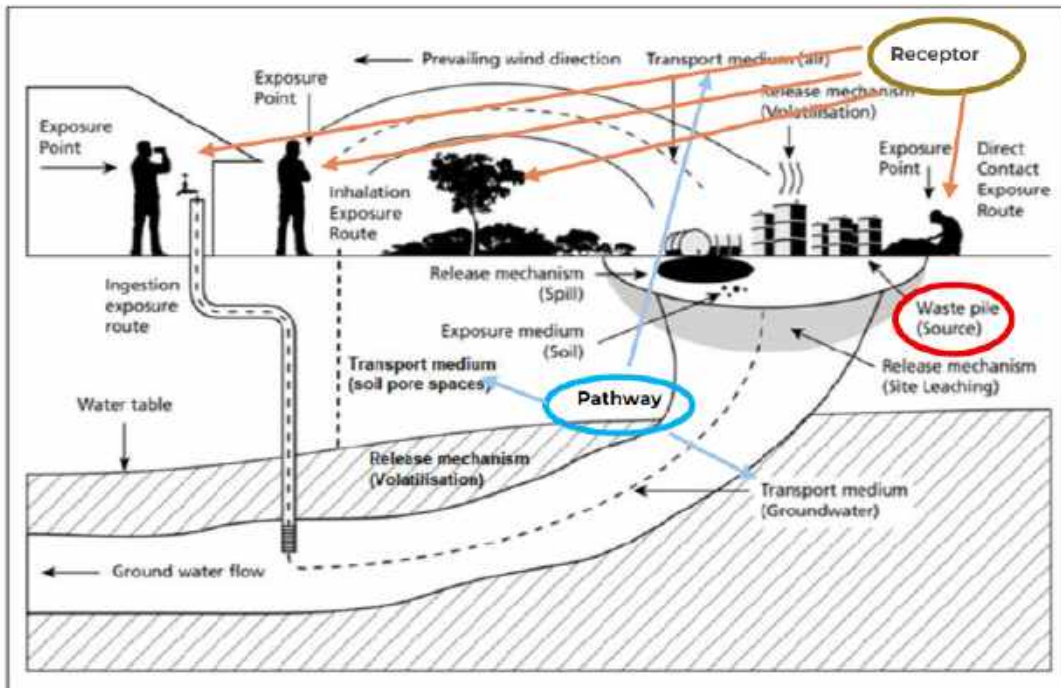 Prevailing wind direction
Transport medium (air)
Receptor
Exposure
Point
Release mechanism
(Volatilisation)
Exposure
Point
Exposure
Point
Direct
Contact
Exposure
Route
Inhalation
Exposure
Route
Ingestion
exposure
route
Release mechanism
(Spill)
Waste pile
(Source)
Exposure medium
(Soil)
Transport medium
(soil pore spaces)
Release mechanism
(Site Leaching)
Pathway
Water table
Release mechanism
(Volatilisation)
Transport medium
(Groundwater)
Ground water flow